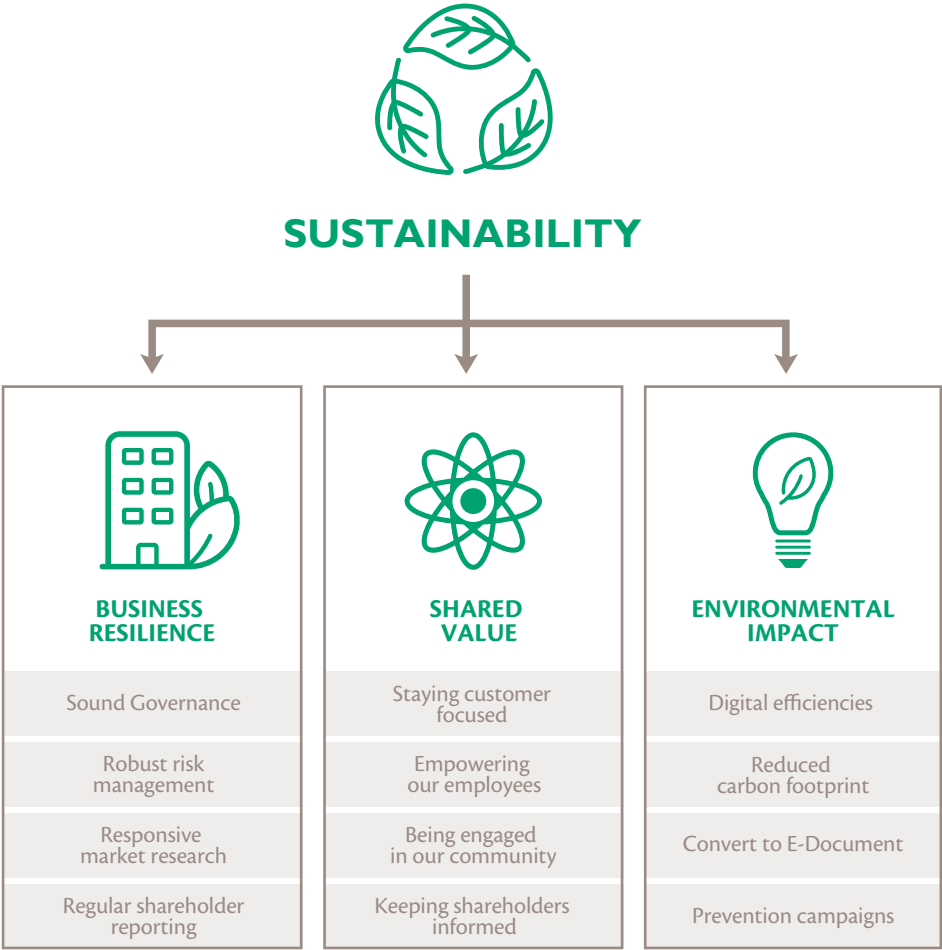 SUSTAINABILITY
BUSINESS
RESILIENCE
Sound Governance
Robust risk
management
Responsive
market research
Regular shareholder
reporting
SHARED
VALUE
Staying customer
focused
Empowering
our employees
Being engaged
in our community
Keeping shareholders
informed
ENVIRONMENTAL
IMPACT
Digital efficiencies
Reduced
carbon footprint
Convert to E-Document
Prevention campaigns